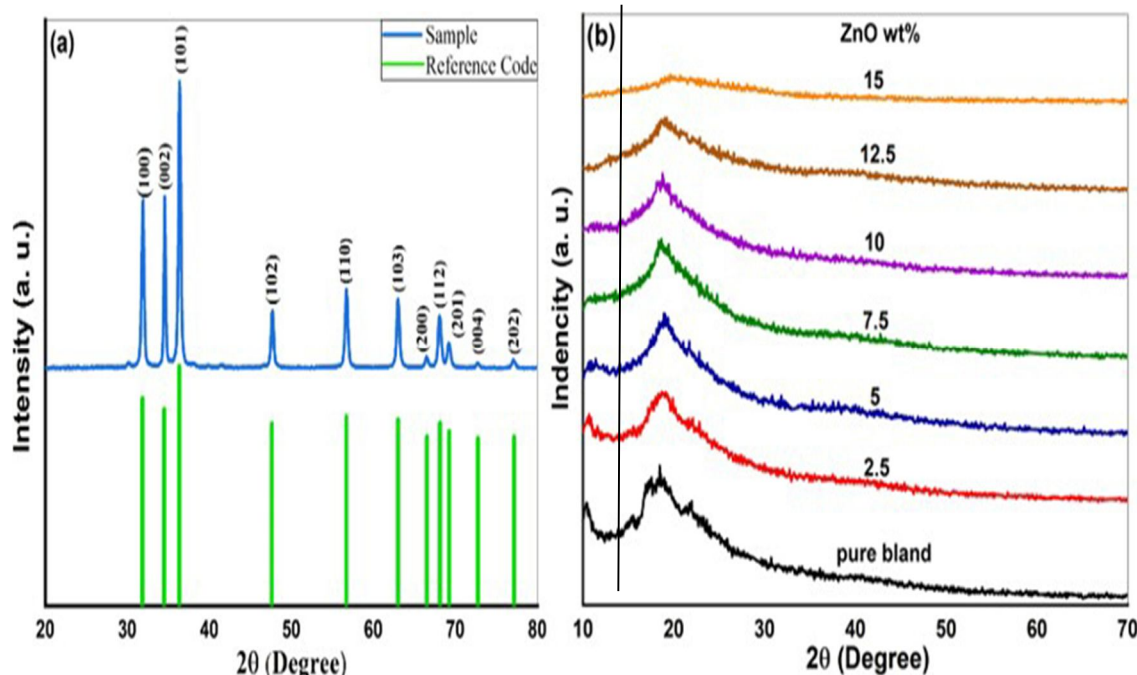 (a)
Sample
Reference Code
(100)
(002)
(101)
(102)
(110)
(103)
(200)
(112)
(201)
(004)
(202)
Intensity (a. u.)
20 30 40 50 60 70 80
2θ (Degree)
(b)
ZnO wt%
15
12.5
10
7.5
5
2.5
pure bland
Indencity (a. u.)
10 20 30 40 50 60 70
2θ (Degree)